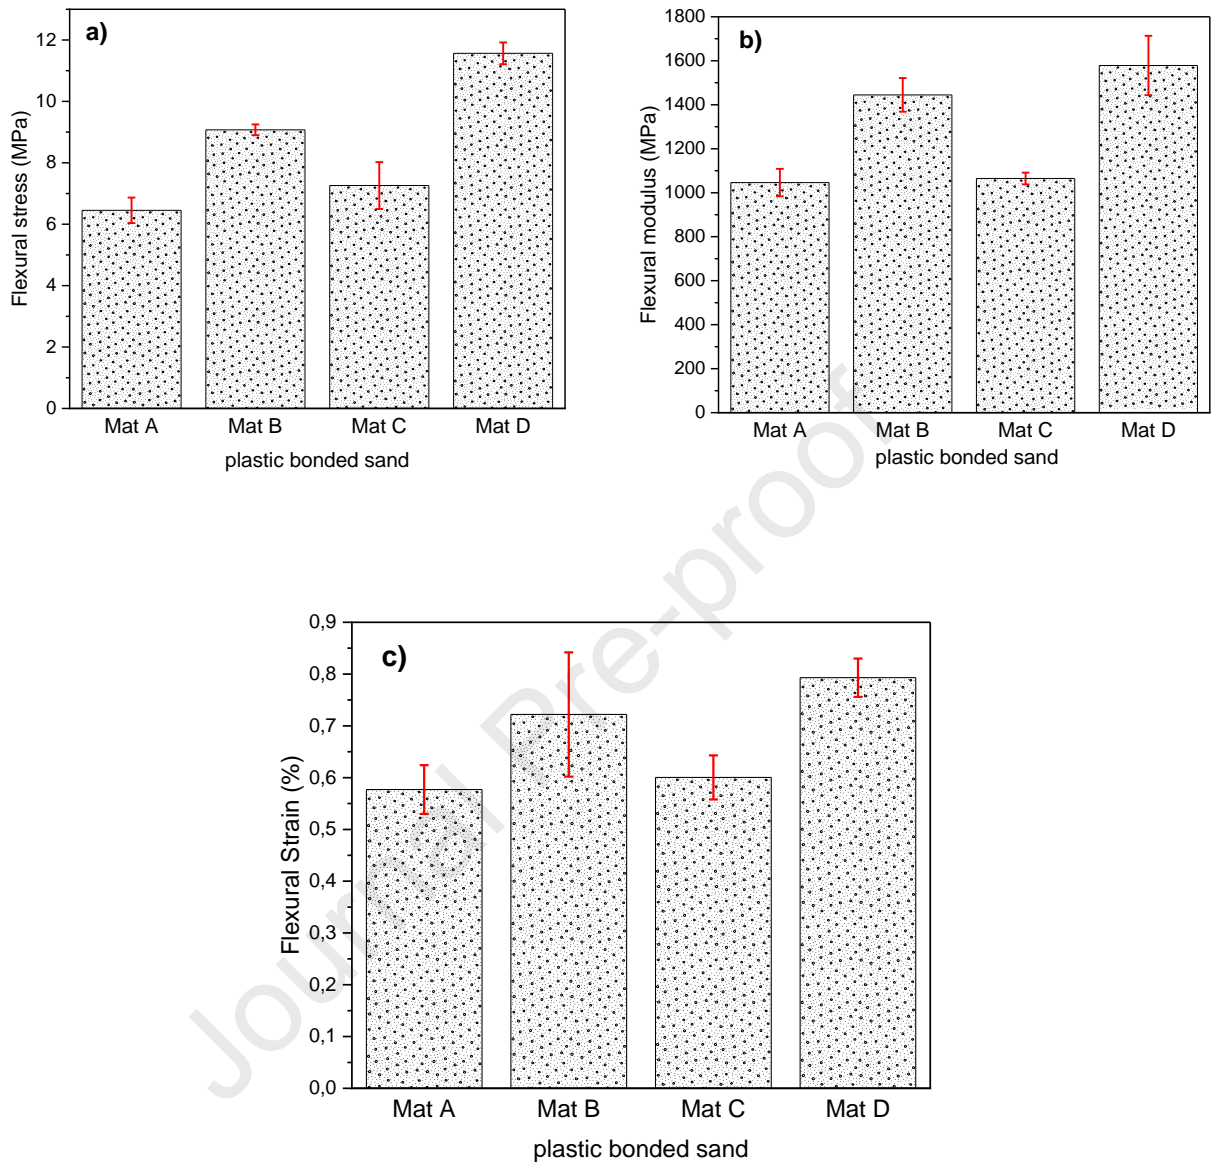 a)
Flexural stress (MPa)
12
10
8
6
4
2
0
Mat A Mat B Mat C Mat D
plastic bonded sand
b)
Flexural modulus (MPa)
1800
1600
1400
1200
1000
800
600
400
200
0
Mat A Mat B Mat C Mat D
plastic bonded sand
c)
Flexural Strain (%)
0,9
0,8
0,7
0,6
0,5
0,4
0,3
0,2
0,1
0,0
Mat A Mat B Mat C Mat D
plastic bonded sand
Journal Pre-proof